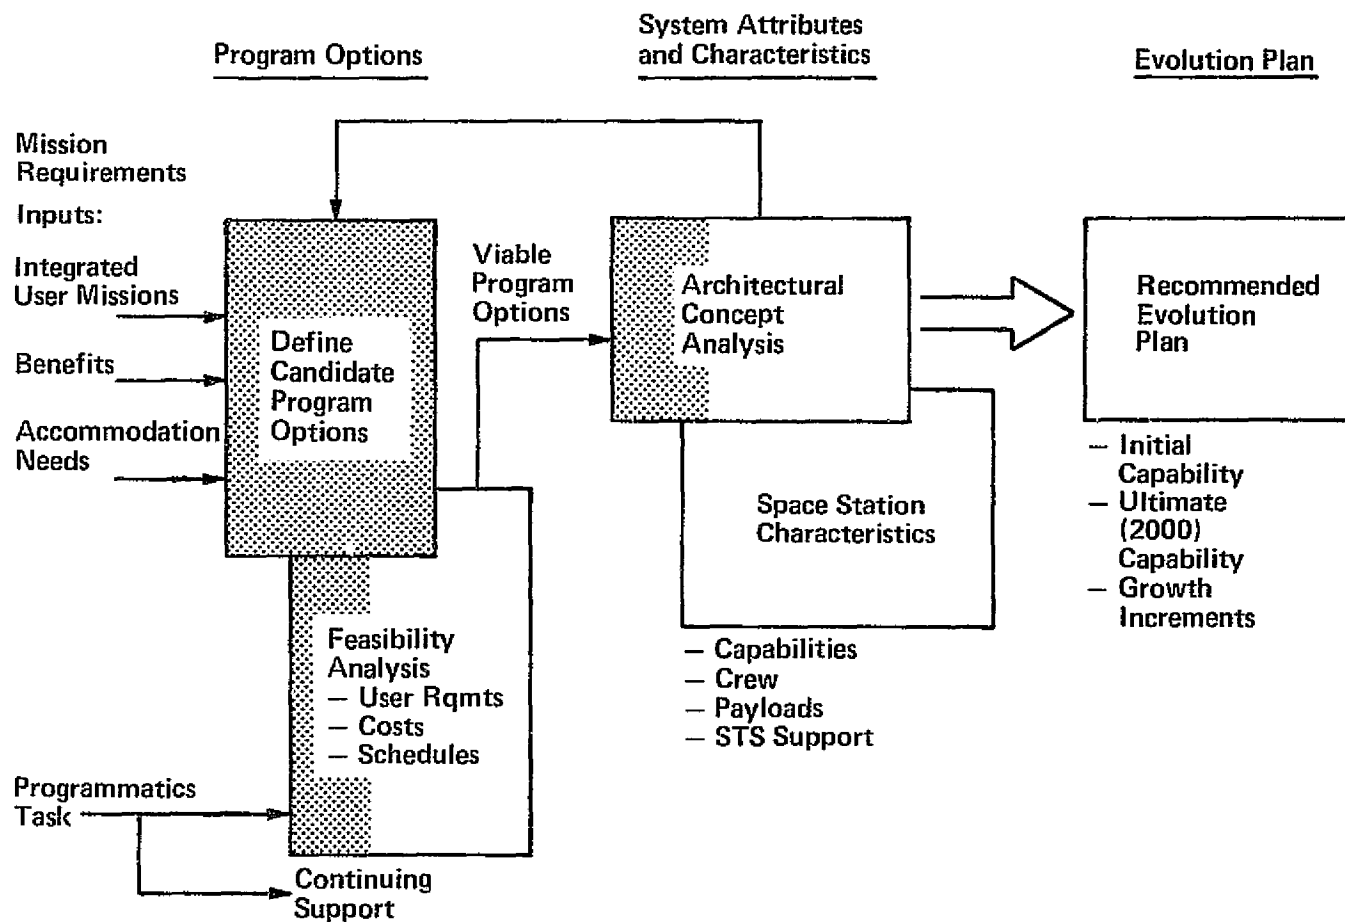 Program Options
System Attributes
and Characteristics
Evolution Plan
Mission
Requirements
Inputs:
Integrated
User Missions
Benefits
Accommodation
Needs
Define
Candidate
Program
Options
Viable
Program
Options
Architectural
Concept
Analysis
Recommended
Evolution
Plan
Space Station
Characteristics
— Initial
Capability
— Ultimate
(2000)
Capability
— Growth
Increments
Feasibility
Analysis
— User Rqmts
— Costs
— Schedules
— Capabilities
— Crew
— Payloads
— STS Support
Programmatics
Task
Continuing
Support